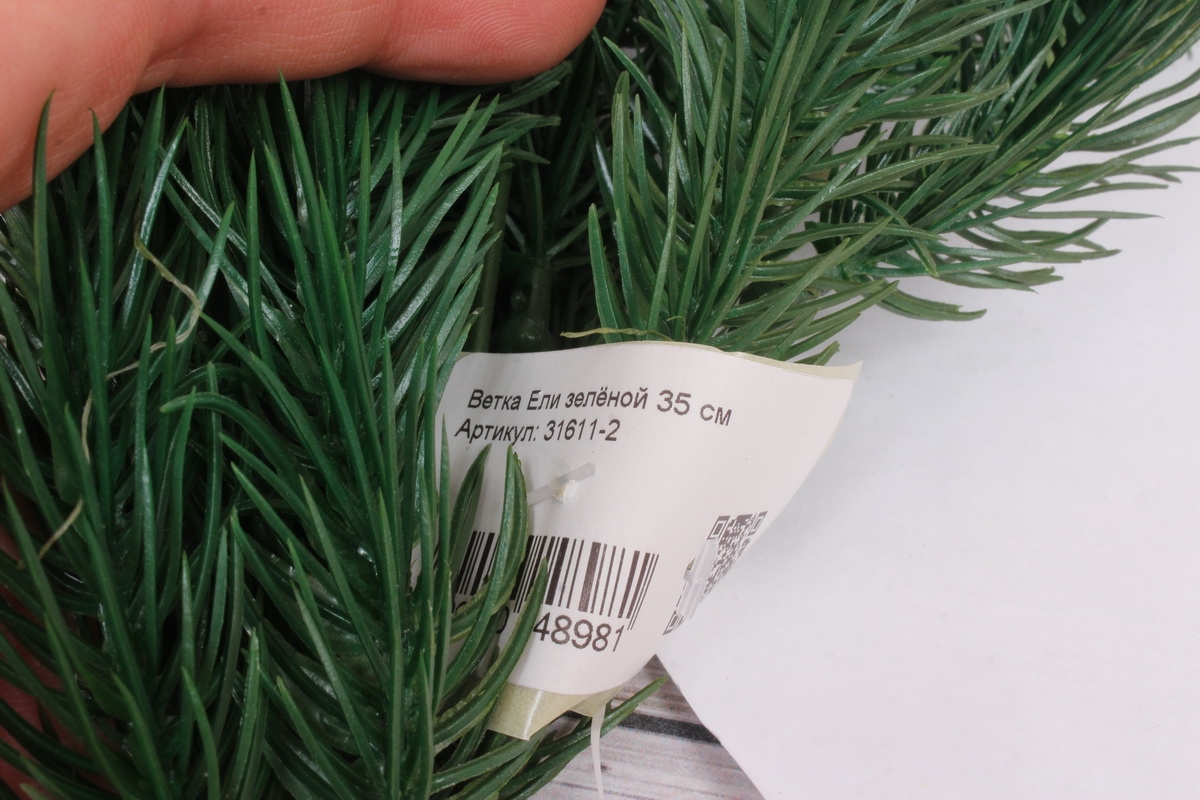 Ветка Ели зелёной 35 см
Артикул: 31611-2
48981